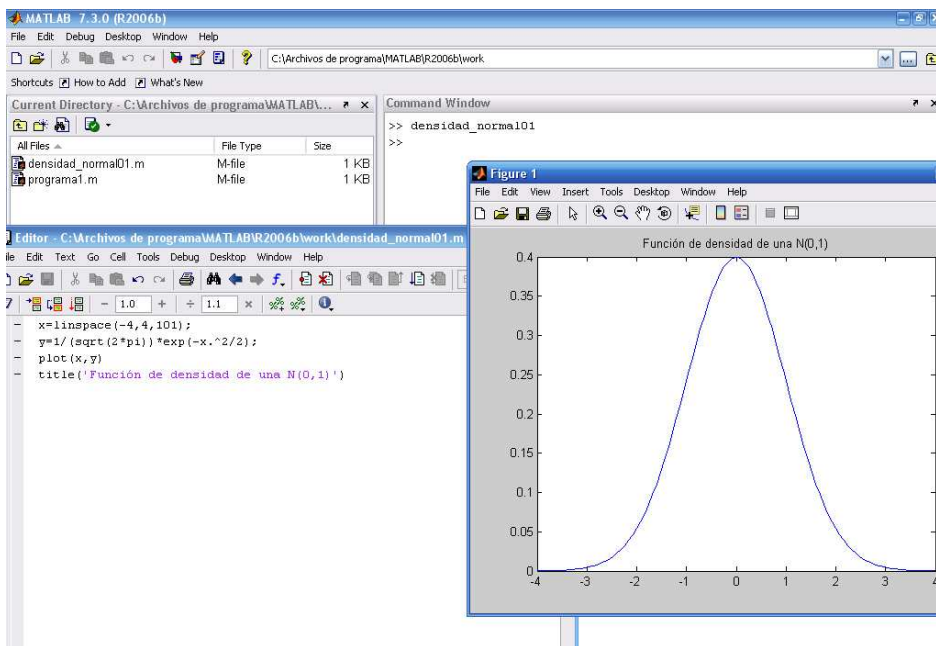 MATLAB 7.3.0 (R2006b)
File Edit Debug Desktop Window Help
C:\Archivos de programa\MATLAB\R2006b\work
Shortcuts How to Add What's New
Current Directory - C:\Archivos de programa\MATLAB\...
All Files File Type Size
densidad_normal01.m M-file 1 KB
programa1.m M-file 1 KB
Command Window
>> densidad_normal01
>>
Editor - C:\Archivos de programa\MATLAB\R2006b\work\densidad_normal01.m
ile Edit Text Go Cell Tools Debug Desktop Window Help
- 1.0 + ÷ 1.1 ×
- x=linspace(-4,4,101);
- y=1/(sqrt(2*pi))*exp(-x.^2/2);
- plot(x,y)
- title('Función de densidad de una N(0,1)')
Figure 1
File Edit View Insert Tools Desktop Window Help
Función de densidad de una N(0,1)
0.4
0.35
0.3
0.25
0.2
0.15
0.1
0.05
0
-4 -3 -2 -1 0 1 2 3 4